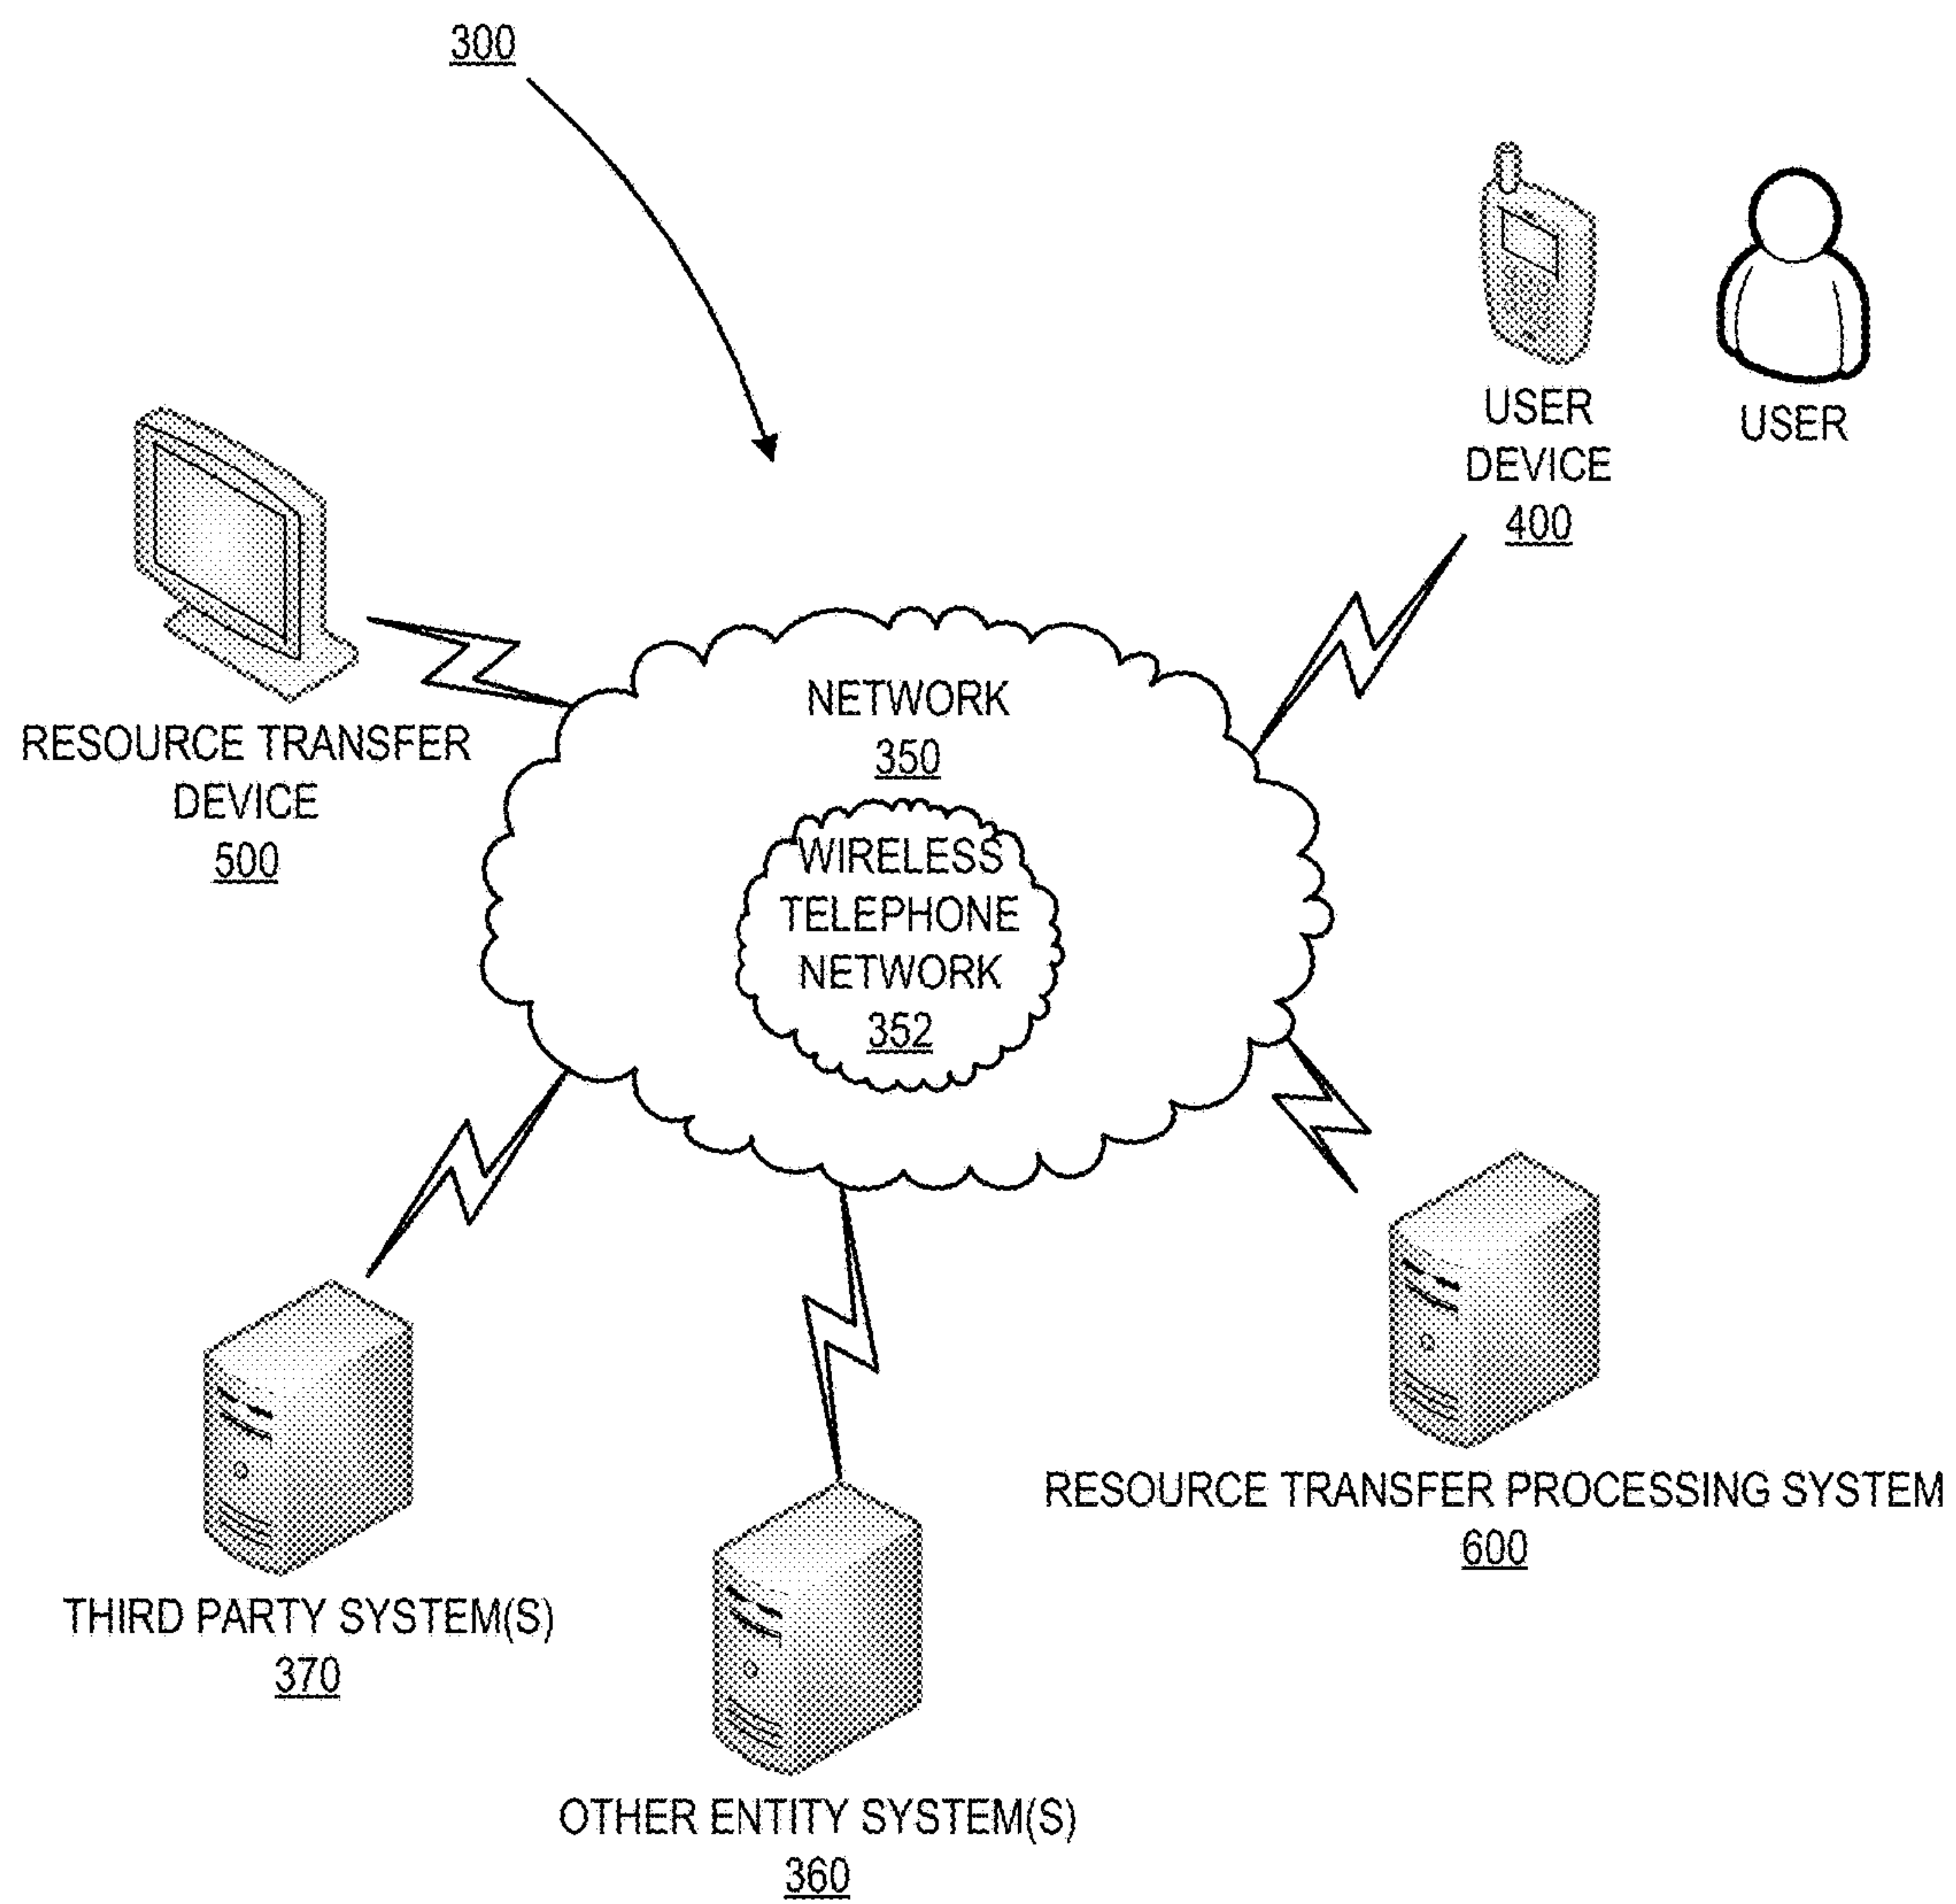 300
USER
DEVICE
400
USER
RESOURCE TRANSFER
DEVICE
500
NETWORK
350
WIRELESS
TELEPHONE
NETWORK
352
RESOURCE TRANSFER PROCESSING SYSTEM
600
THIRD PARTY SYSTEM(S)
370
OTHER ENTITY SYSTEM(S)
360